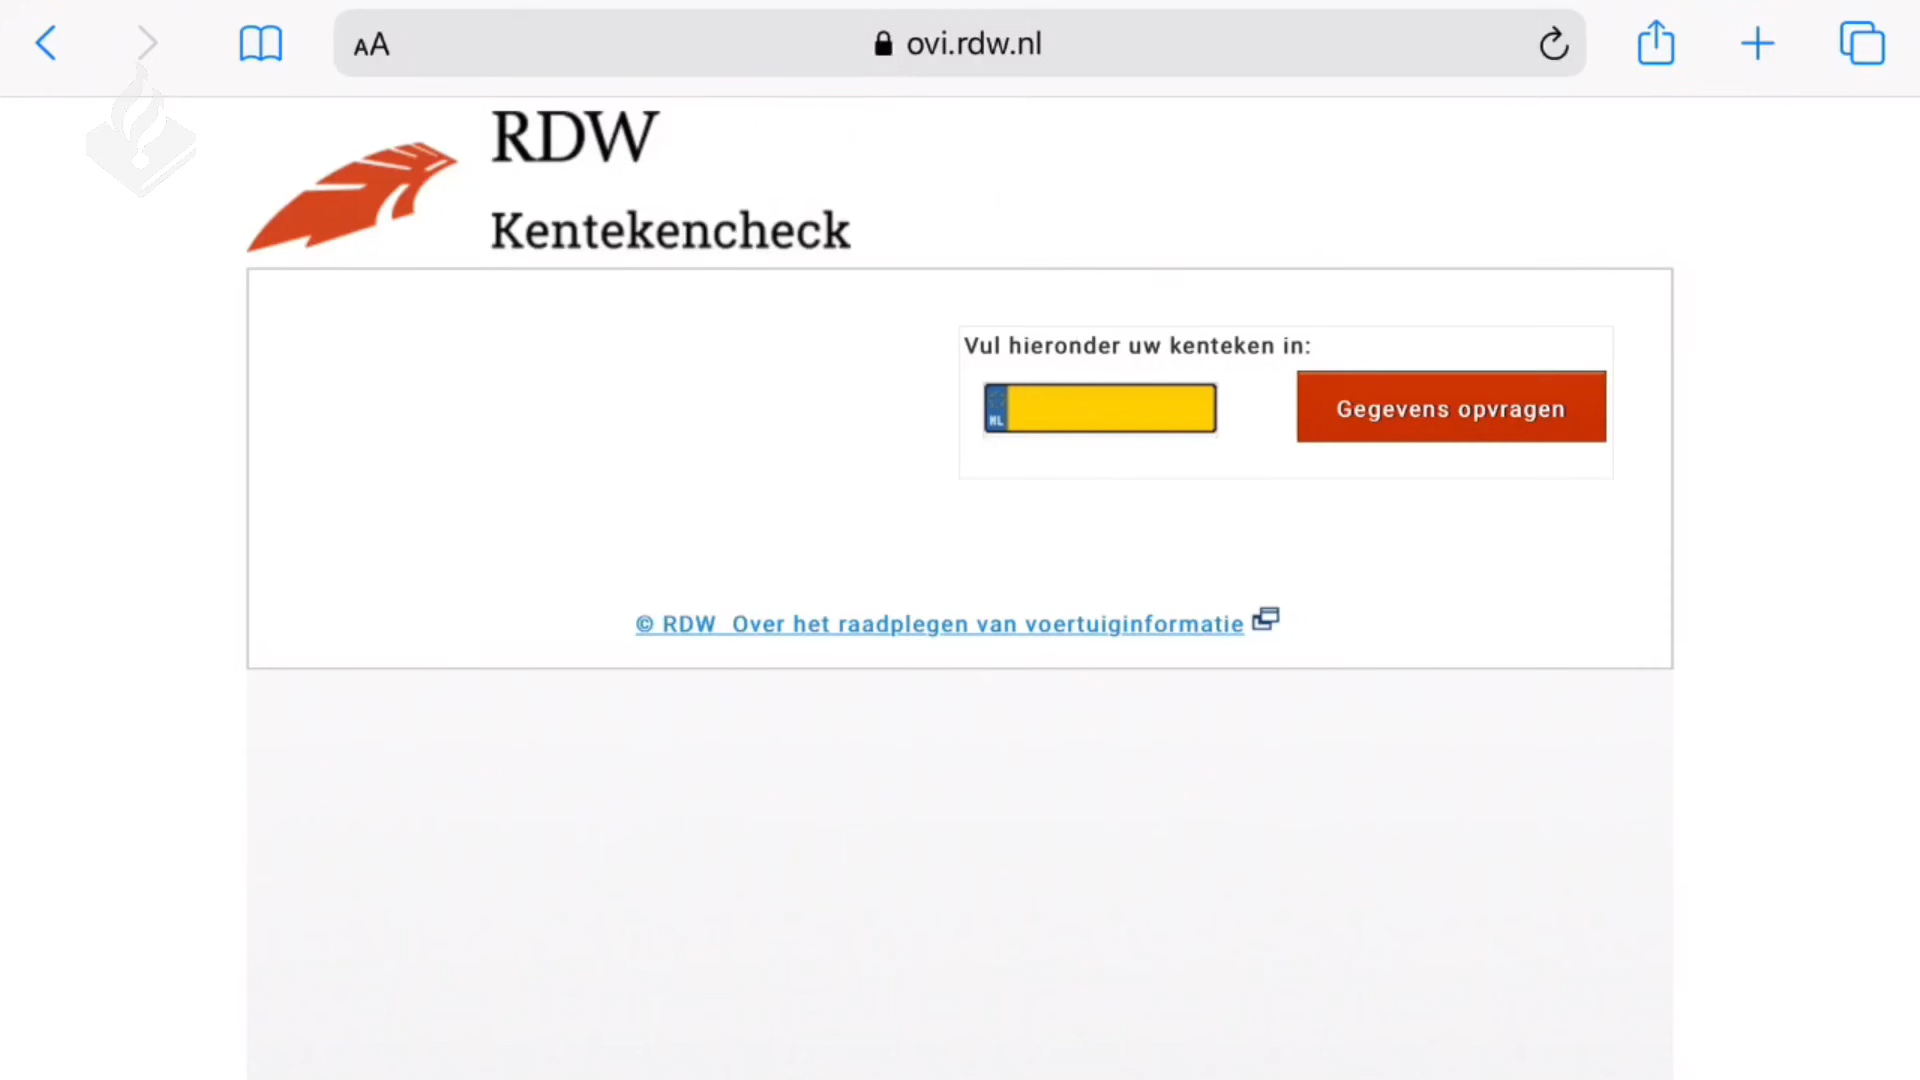 AA
ovi.rdw.nl
RDW
Kentekencheck
Vul hieronder uw kenteken in:
NL
Gegevens opvragen
© RDW Over het raadplegen van voertuiginformatie